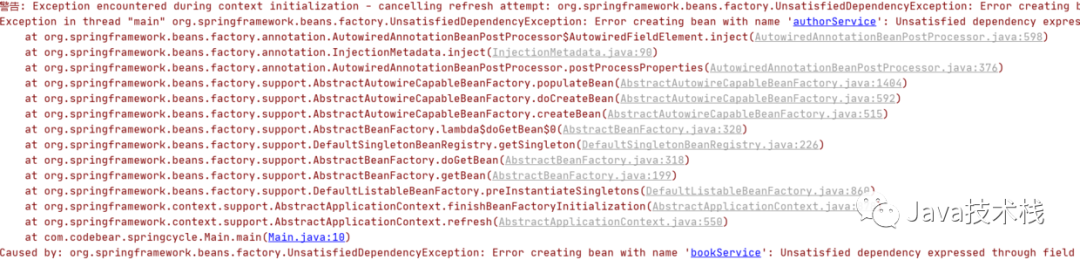 警告: Exception encountered during context initialization - cancelling refresh attempt: org.springframework.beans.factory.UnsatisfiedDependencyException: Error creating b
Exception in thread "main" org.springframework.beans.factory.UnsatisfiedDependencyException: Error creating bean with name 'authorService': Unsatisfied dependency expres
at org.springframework.beans.factory.annotation.AutowiredAnnotationBeanPostProcessor$AutowiredFieldElement.inject(AutowiredAnnotationBeanPostProcessor.java:598)
at org.springframework.beans.factory.annotation.InjectionMetadata.inject(InjectionMetadata.java:90)
at org.springframework.beans.factory.annotation.AutowiredAnnotationBeanPostProcessor.postProcessProperties(AutowiredAnnotationBeanPostProcessor.java:376)
at org.springframework.beans.factory.support.AbstractAutowireCapableBeanFactory.populateBean(AbstractAutowireCapableBeanFactory.java:1404)
at org.springframework.beans.factory.support.AbstractAutowireCapableBeanFactory.doCreateBean(AbstractAutowireCapableBeanFactory.java:592)
at org.springframework.beans.factory.support.AbstractAutowireCapableBeanFactory.createBean(AbstractAutowireCapableBeanFactory.java:515)
at org.springframework.beans.factory.support.AbstractBeanFactory.lambda$doGetBean$0(AbstractBeanFactory.java:320)
at org.springframework.beans.factory.support.DefaultSingletonBeanRegistry.getSingleton(DefaultSingletonBeanRegistry.java:226)
at org.springframework.beans.factory.support.AbstractBeanFactory.doGetBean(AbstractBeanFactory.java:318)
at org.springframework.beans.factory.support.AbstractBeanFactory.getBean(AbstractBeanFactory.java:199)
at org.springframework.beans.factory.support.DefaultListableBeanFactory.preInstantiateSingletons(DefaultListableBeanFactory.java:860)
at org.springframework.context.support.AbstractApplicationContext.finishBeanFactoryInitialization(AbstractApplicationContext.java:
at org.springframework.context.support.AbstractApplicationContext.refresh(AbstractApplicationContext.java:550)
Java技术栈
at com.codebear.springcycle.Main.main(Main.java:10)
Caused by: org.springframework.beans.factory.UnsatisfiedDependencyException: Error creating bean with name 'bookService': Unsatisfied dependency expressed through field